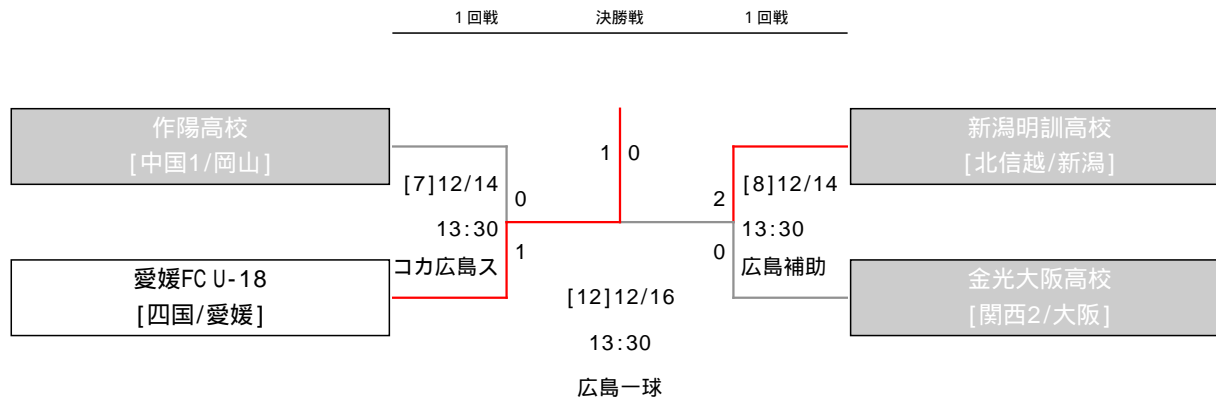 1回戦 決勝戦 1回戦
作陽高校
[中国1/岡山]
新潟明訓高校
[北信越/新潟]
1 0
[7]12/14
0
2
[8]12/14
13:30
13:30
コカ広島ス
1
0
広島補助
愛媛FC U-18
[四国/愛媛]
金光大阪高校
[関西2/大阪]
[12]12/16
13:30
広島一球